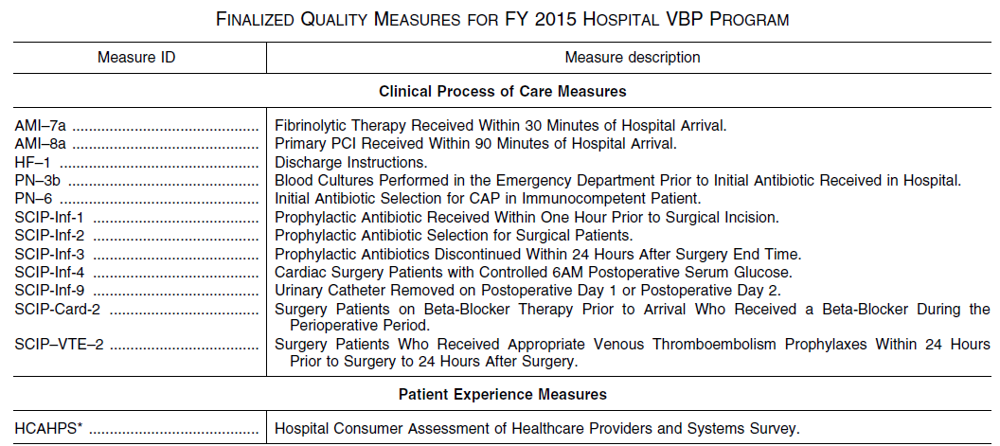 FINALIZED QUALITY MEASURES FOR FY 2015 HOSPITAL VBP PROGRAM
Measure ID Measure description
Clinical Process of Care Measures
AMI–7a ............................................. Fibrinolytic Therapy Received Within 30 Minutes of Hospital Arrival.
AMI–8a ............................................. Primary PCI Received Within 90 Minutes of Hospital Arrival.
HF–1 ................................................ Discharge Instructions.
PN–3b .............................................. Blood Cultures Performed in the Emergency Department Prior to Initial Antibiotic Received in Hospital.
PN–6 ................................................ Initial Antibiotic Selection for CAP in Immunocompetent Patient.
SCIP-Inf-1 ........................................ Prophylactic Antibiotic Received Within One Hour Prior to Surgical Incision.
SCIP-Inf-2 ........................................ Prophylactic Antibiotic Selection for Surgical Patients.
SCIP-Inf-3 ........................................ Prophylactic Antibiotics Discontinued Within 24 Hours After Surgery End Time.
SCIP-Inf-4 ........................................ Cardiac Surgery Patients with Controlled 6AM Postoperative Serum Glucose.
SCIP-Inf-9 ........................................ Urinary Catheter Removed on Postoperative Day 1 or Postoperative Day 2.
SCIP-Card-2 .................................... Surgery Patients on Beta-Blocker Therapy Prior to Arrival Who Received a Beta-Blocker During the
Perioperative Period.
SCIP–VTE–2 .................................... Surgery Patients Who Received Appropriate Venous Thromboembolism Prophylaxes Within 24 Hours
Prior to Surgery to 24 Hours After Surgery.
Patient Experience Measures
HCAHPS* ......................................... Hospital Consumer Assessment of Healthcare Providers and Systems Survey.